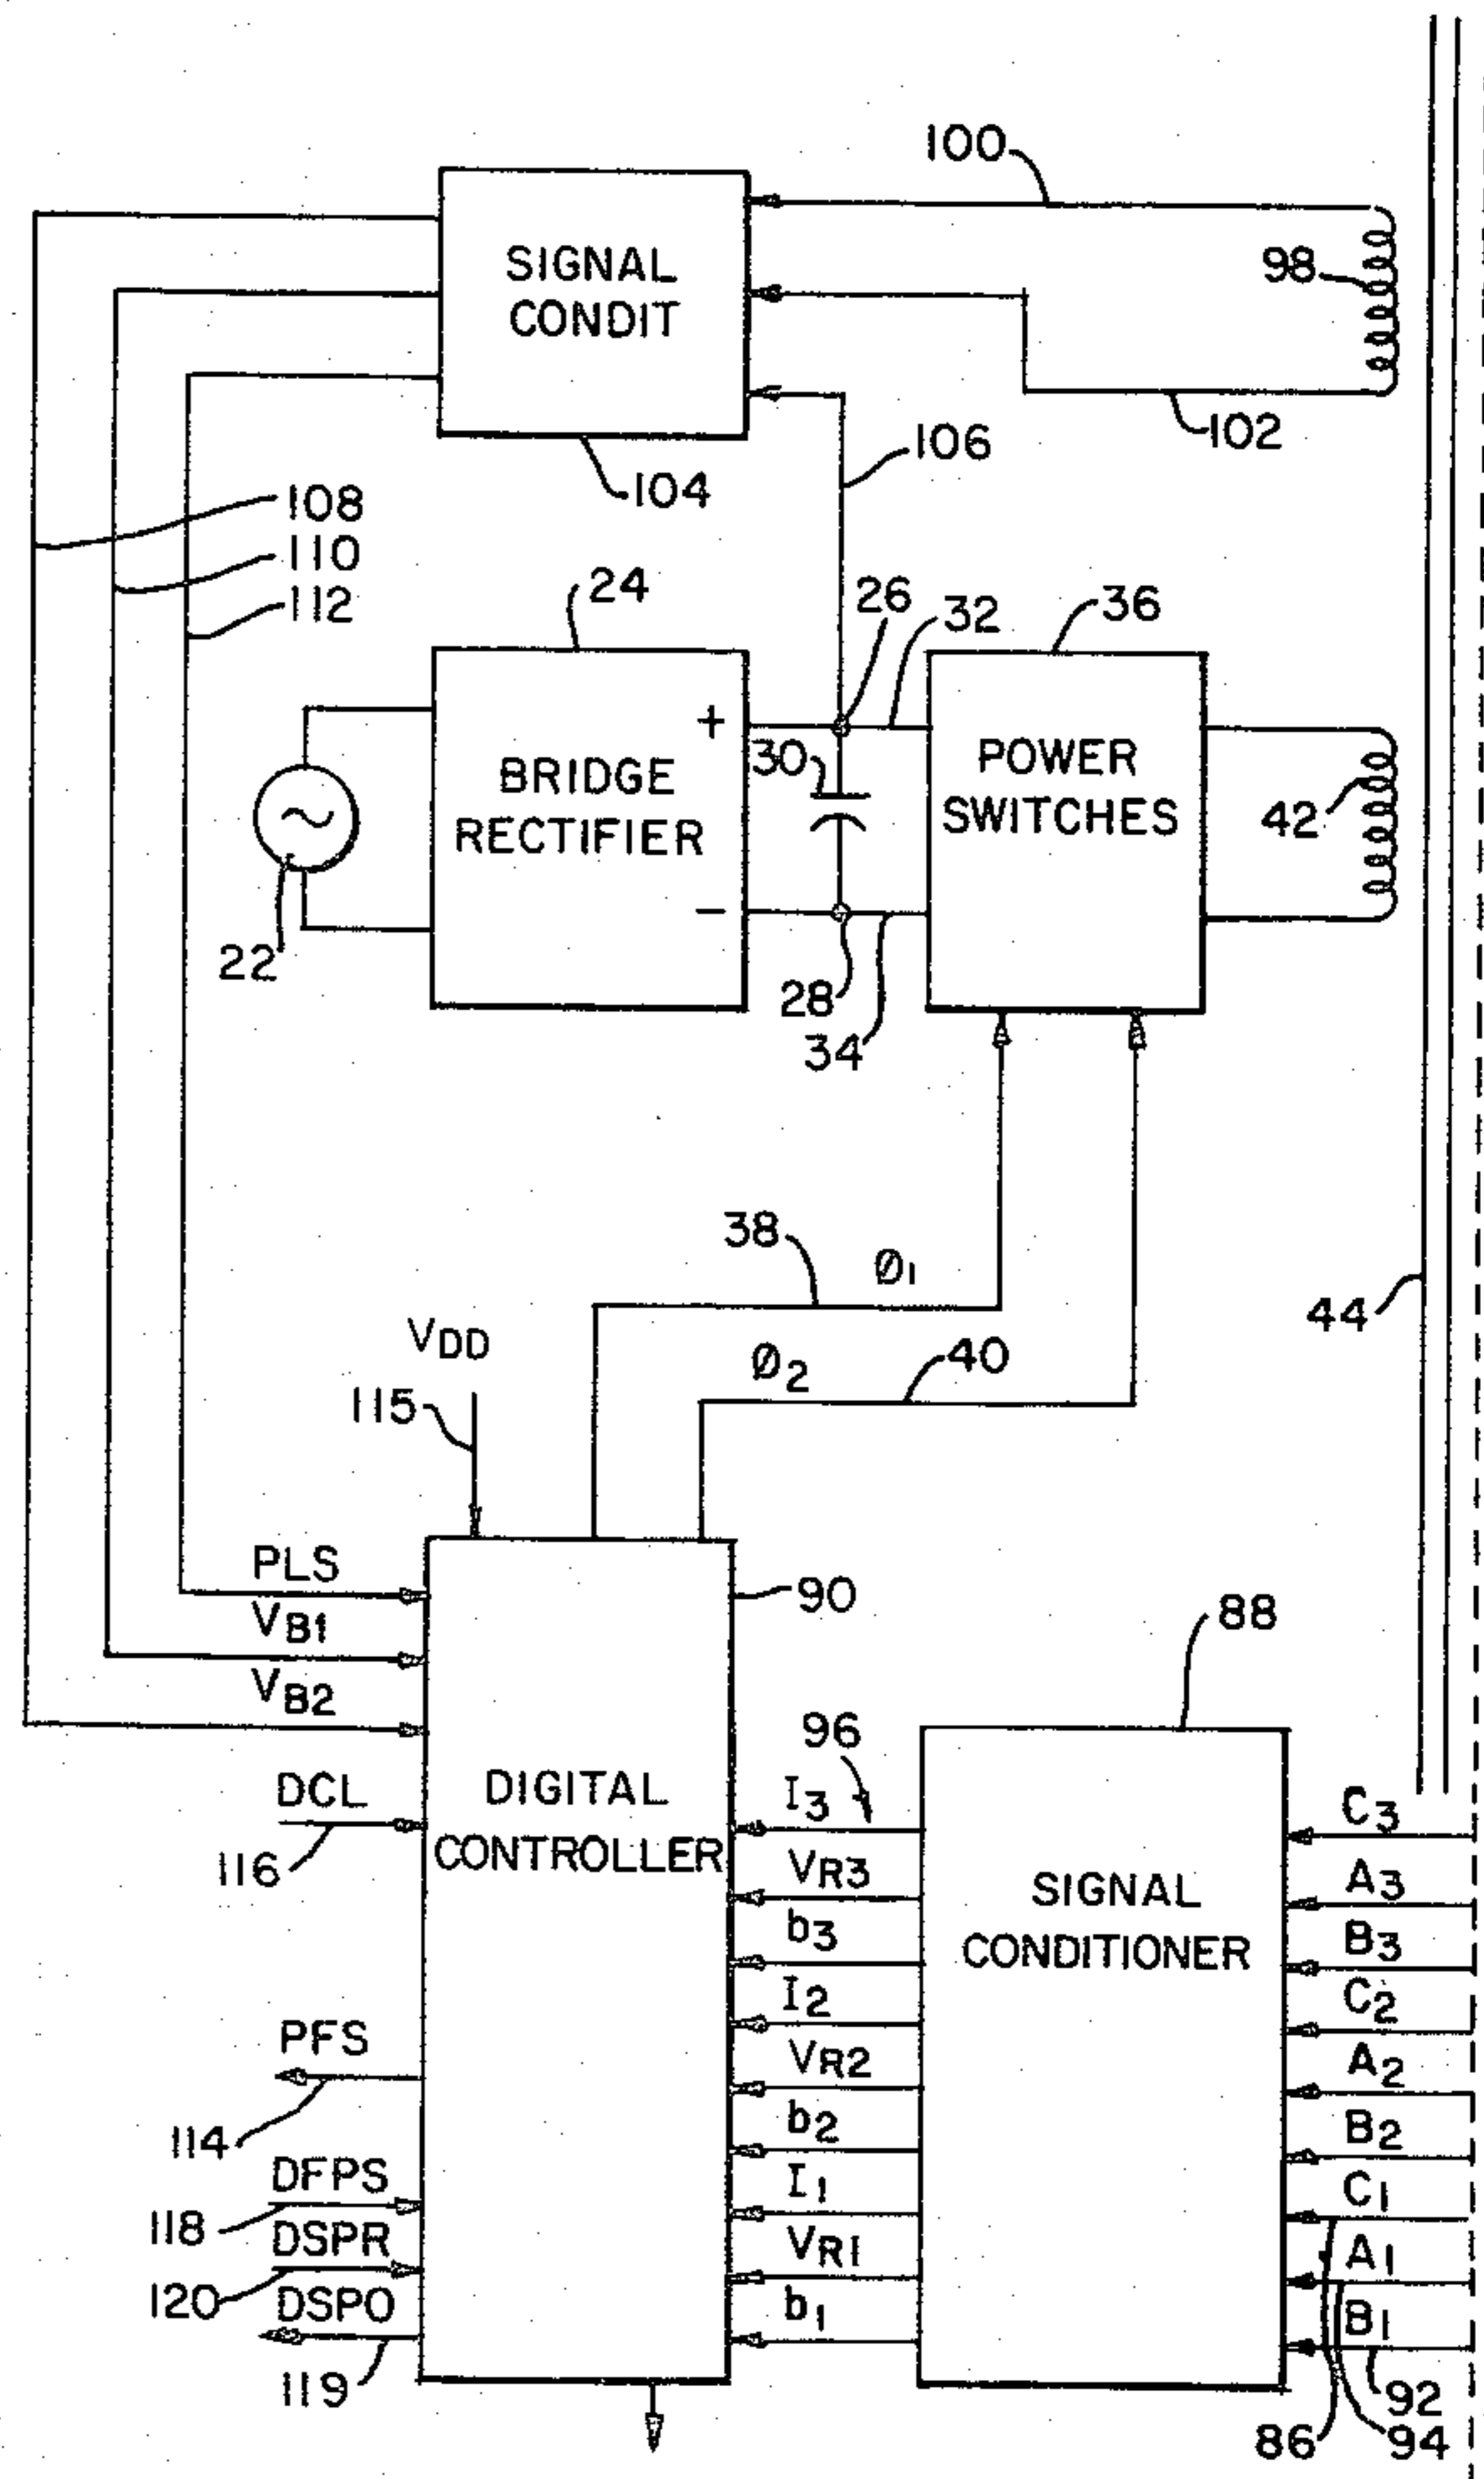 100
SIGNAL
CONDIT
98
102
106
104
108
110
112
24
26
32
36
+
30
BRIDGE
RECTIFIER
POWER
SWITCHES
42
−
22
28
34
38
Ø1
44
VDD
Ø2
40
115
PLS
90
VB1
88
VB2
96
DCL
DIGITAL
CONTROLLER
I3
C3
116
VR3
SIGNAL
CONDITIONER
A3
b3
B3
I2
C2
PFS
VR2
A2
114
b2
B2
DFPS
I1
C1
118
DSPR
VR1
A1
120
DSPO
b1
B1
119
92
86
94